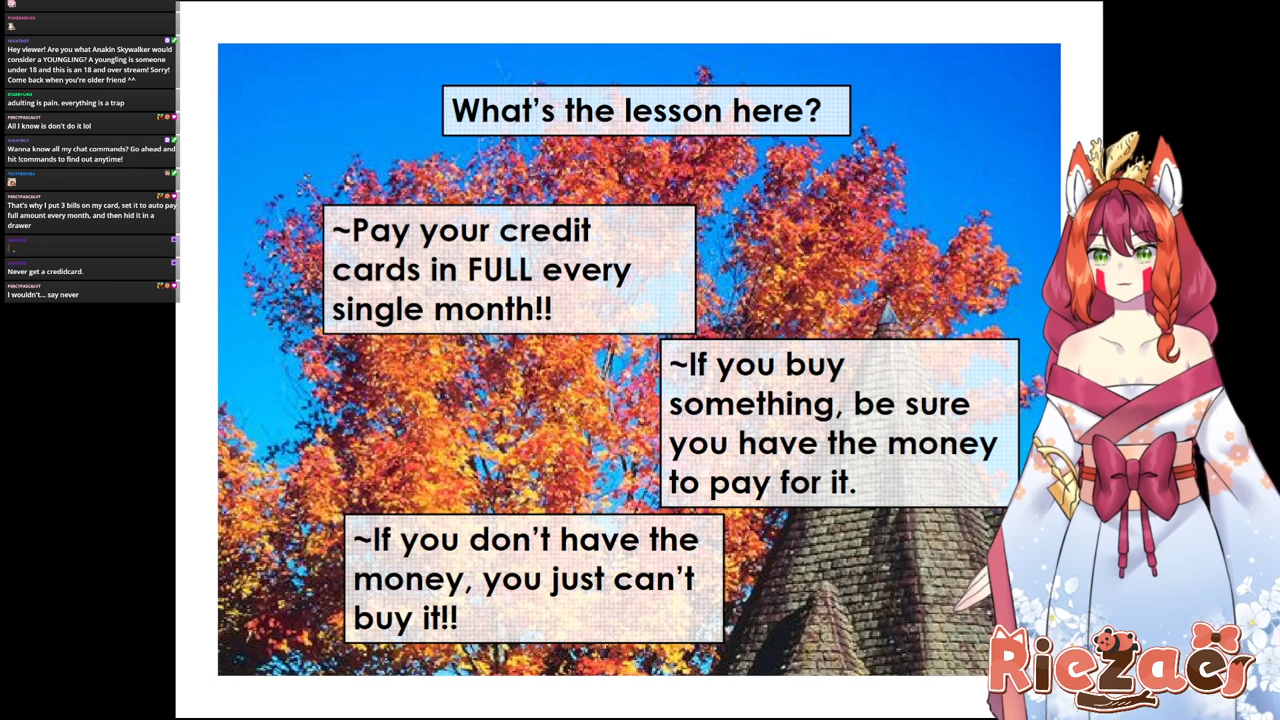 NIGHTBOT
Hey viewer! Are you what Anakin Skywalker would
consider a YOUNGLING? A youngling is someone
under 18 and this is an 18 and over stream! Sorry!
Come back when you're older friend ^^
adulting is pain. everything is a trap
PERCYPASCALYT
All I know is don't do it lol
NIGHTBOT
Wanna know all my chat commands? Go ahead and
hit !commands to find out anytime!
PERCYPASCALYT
That's why I put 3 bills on my card, set it to auto pay
full amount every month, and then hid it in a
drawer
Never get a creditcard.
PERCYPASCALYT
I wouldn't... say never
What's the lesson here?
~Pay your credit
cards in FULL every
single month!!
~If you buy
something, be sure
you have the money
to pay for it.
~If you don't have the
money, you just can't
buy it!!
Riezae